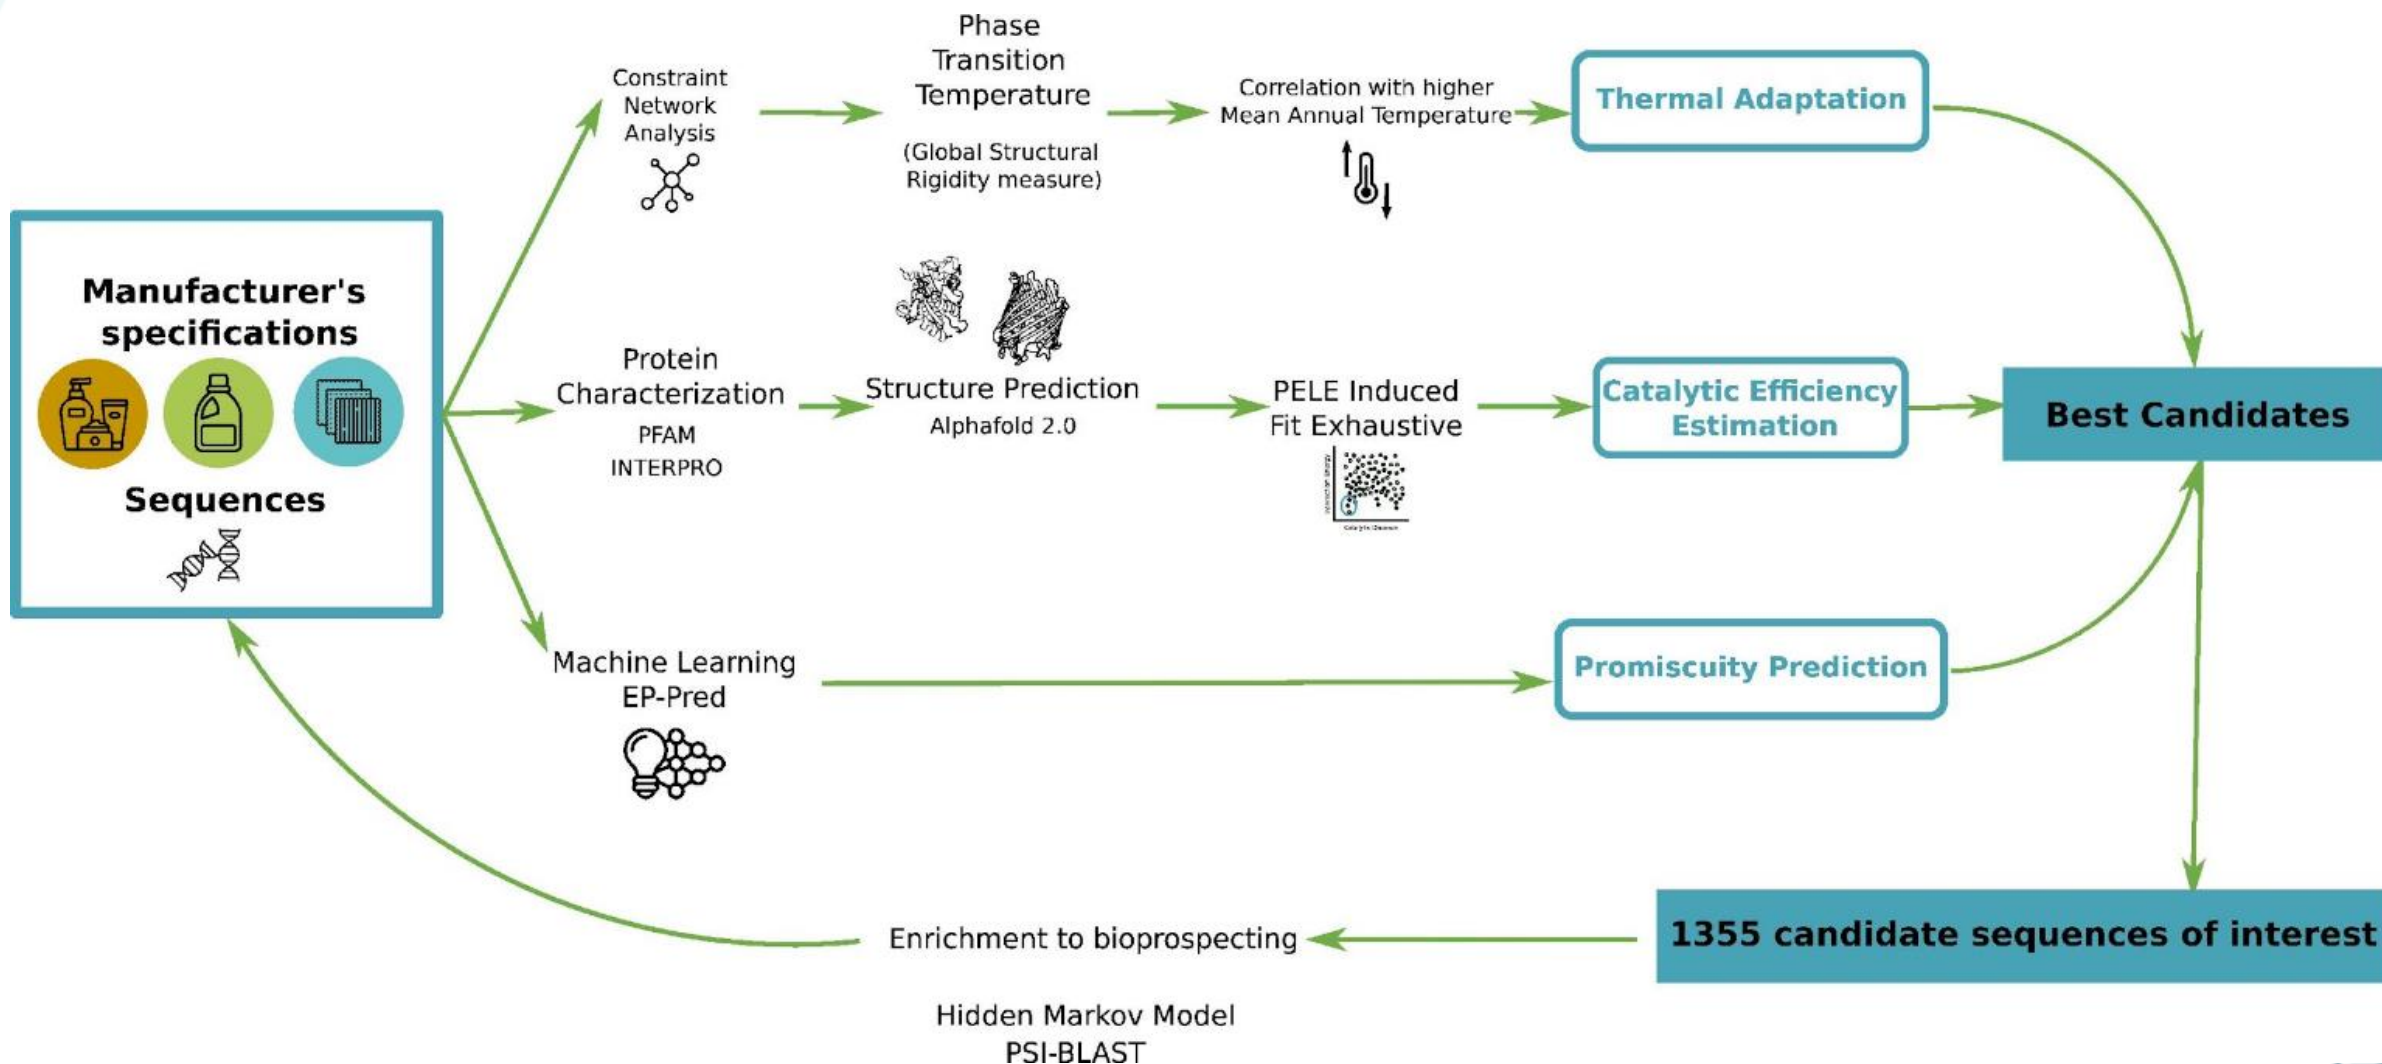 Manufacturer's
specifications
Sequences
Constraint
Network
Analysis
Phase
Transition
Temperature
(Global Structural
Rigidity measure)
Correlation with higher
Mean Annual Temperature
Thermal Adaptation
Protein
Characterization
PFAM
INTERPRO
Structure Prediction
Alphafold 2.0
PELE Induced
Fit Exhaustive
Catalytic Efficiency
Estimation
Best Candidates
Machine Learning
EP-Pred
Promiscuity Prediction
1355 candidate sequences of interest
Enrichment to bioprospecting
Hidden Markov Model
PSI-BLAST